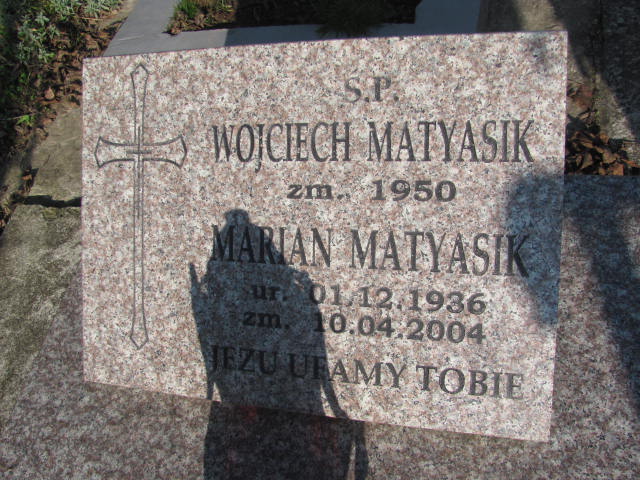 S.P.
WOJCIECH MATYASIK
zm. 1950
MARIAN MATYASIK
ur. 01.12.1936
zm. 10.04.2004
JEZU UFAMY TOBIE